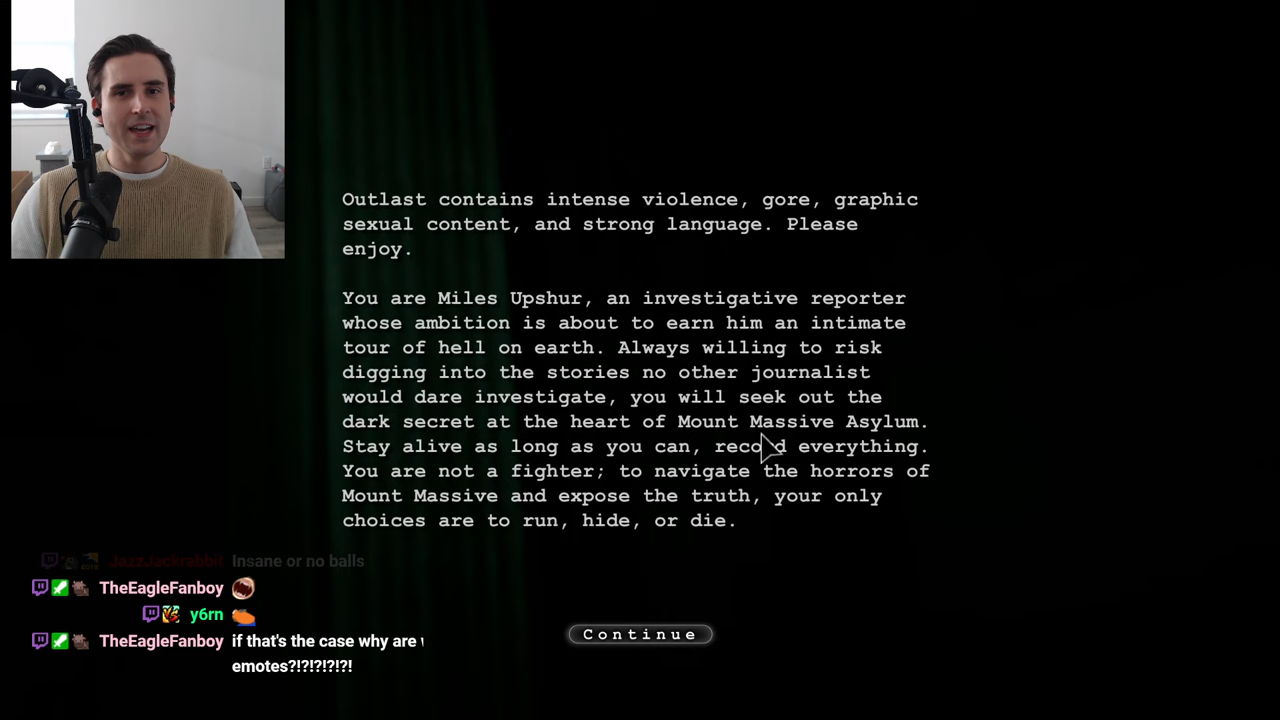 Outlast contains intense violence, gore, graphic
sexual content, and strong language. Please
enjoy.
You are Miles Upshur, an investigative reporter
whose ambition is about to earn him an intimate
tour of hell on earth. Always willing to risk
digging into the stories no other journalist
would dare investigate, you will seek out the
dark secret at the heart of Mount Massive Asylum.
Stay alive as long as you can, record everything.
You are not a fighter; to navigate the horrors of
Mount Massive and expose the truth, your only
choices are to run, hide, or die.
JazzJackrabbit Insane or no balls
TheEagleFanboy
y6rn
TheEagleFanboy if that's the case why are
emotes?!?!?!?!?!
Continue